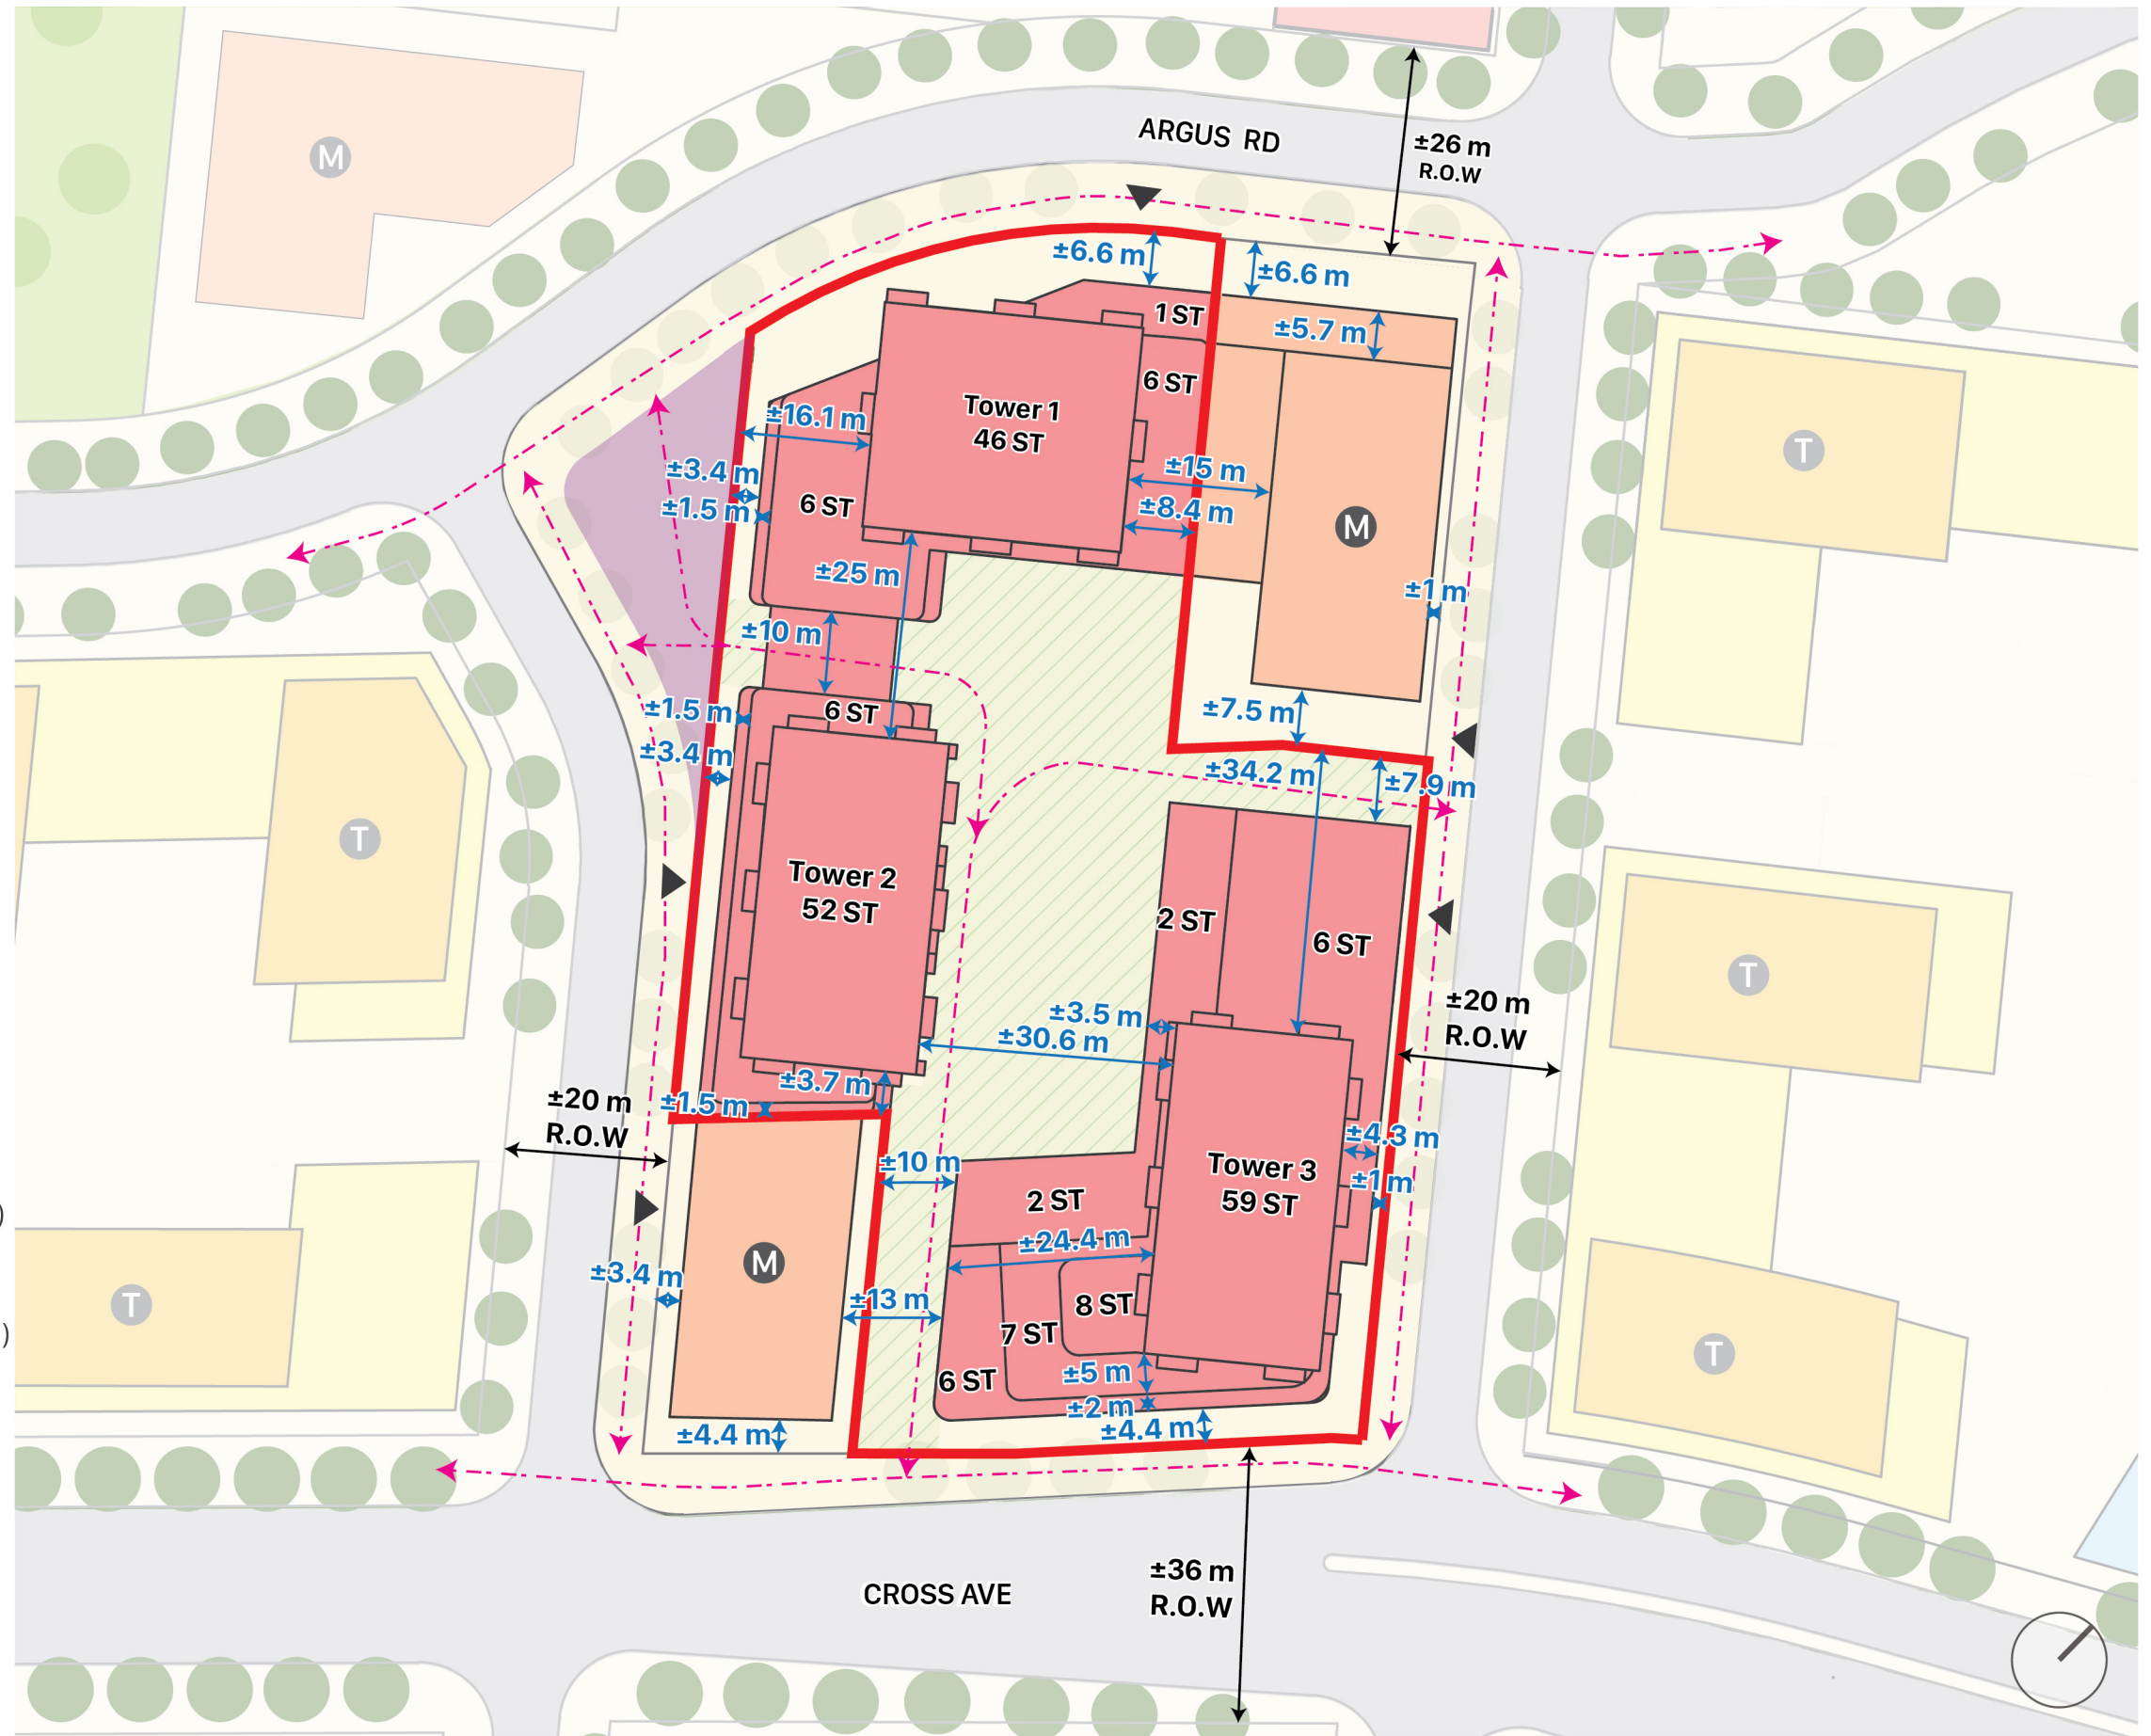 M
ARGUS RD
±26 m
R.O.W
±6.6 m
±6.6 m
1 ST
±5.7 m
6 ST
Tower 1
46 ST
±16.1 m
T
±3.4 m
±15 m
±1.5 m
6 ST
±8.4 m
M
±25 m
±1 m
±10 m
±1.5 m
6 ST
±7.5 m
±3.4 m
±34.2 m
±7.9 m
T
Tower 2
52 ST
2 ST
6 ST
T
±3.5 m
±20 m
R.O.W
±30.6 m
±3.7 m
±1.5 m
±20 m
R.O.W
±4.3 m
±10 m
Tower 3
59 ST
±1 m
2 ST
)
±24.4 m
M
±3.4 m
±13 m
8 ST
T
7 ST
)
T
±5 m
6 ST
±2 m
±4.4 m
±4.4 m
±36 m
R.O.W
CROSS AVE